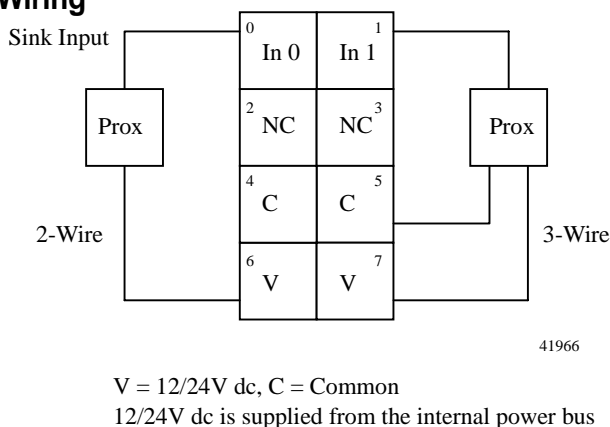 Wiring
Sink Input
0 In 0
1 In 1
Prox
2 NC
NC 3
Prox
4 C
5 C
2-Wire
3-Wire
6 V
7 V
41966
V = 12/24V dc, C = Common
12/24V dc is supplied from the internal power bus